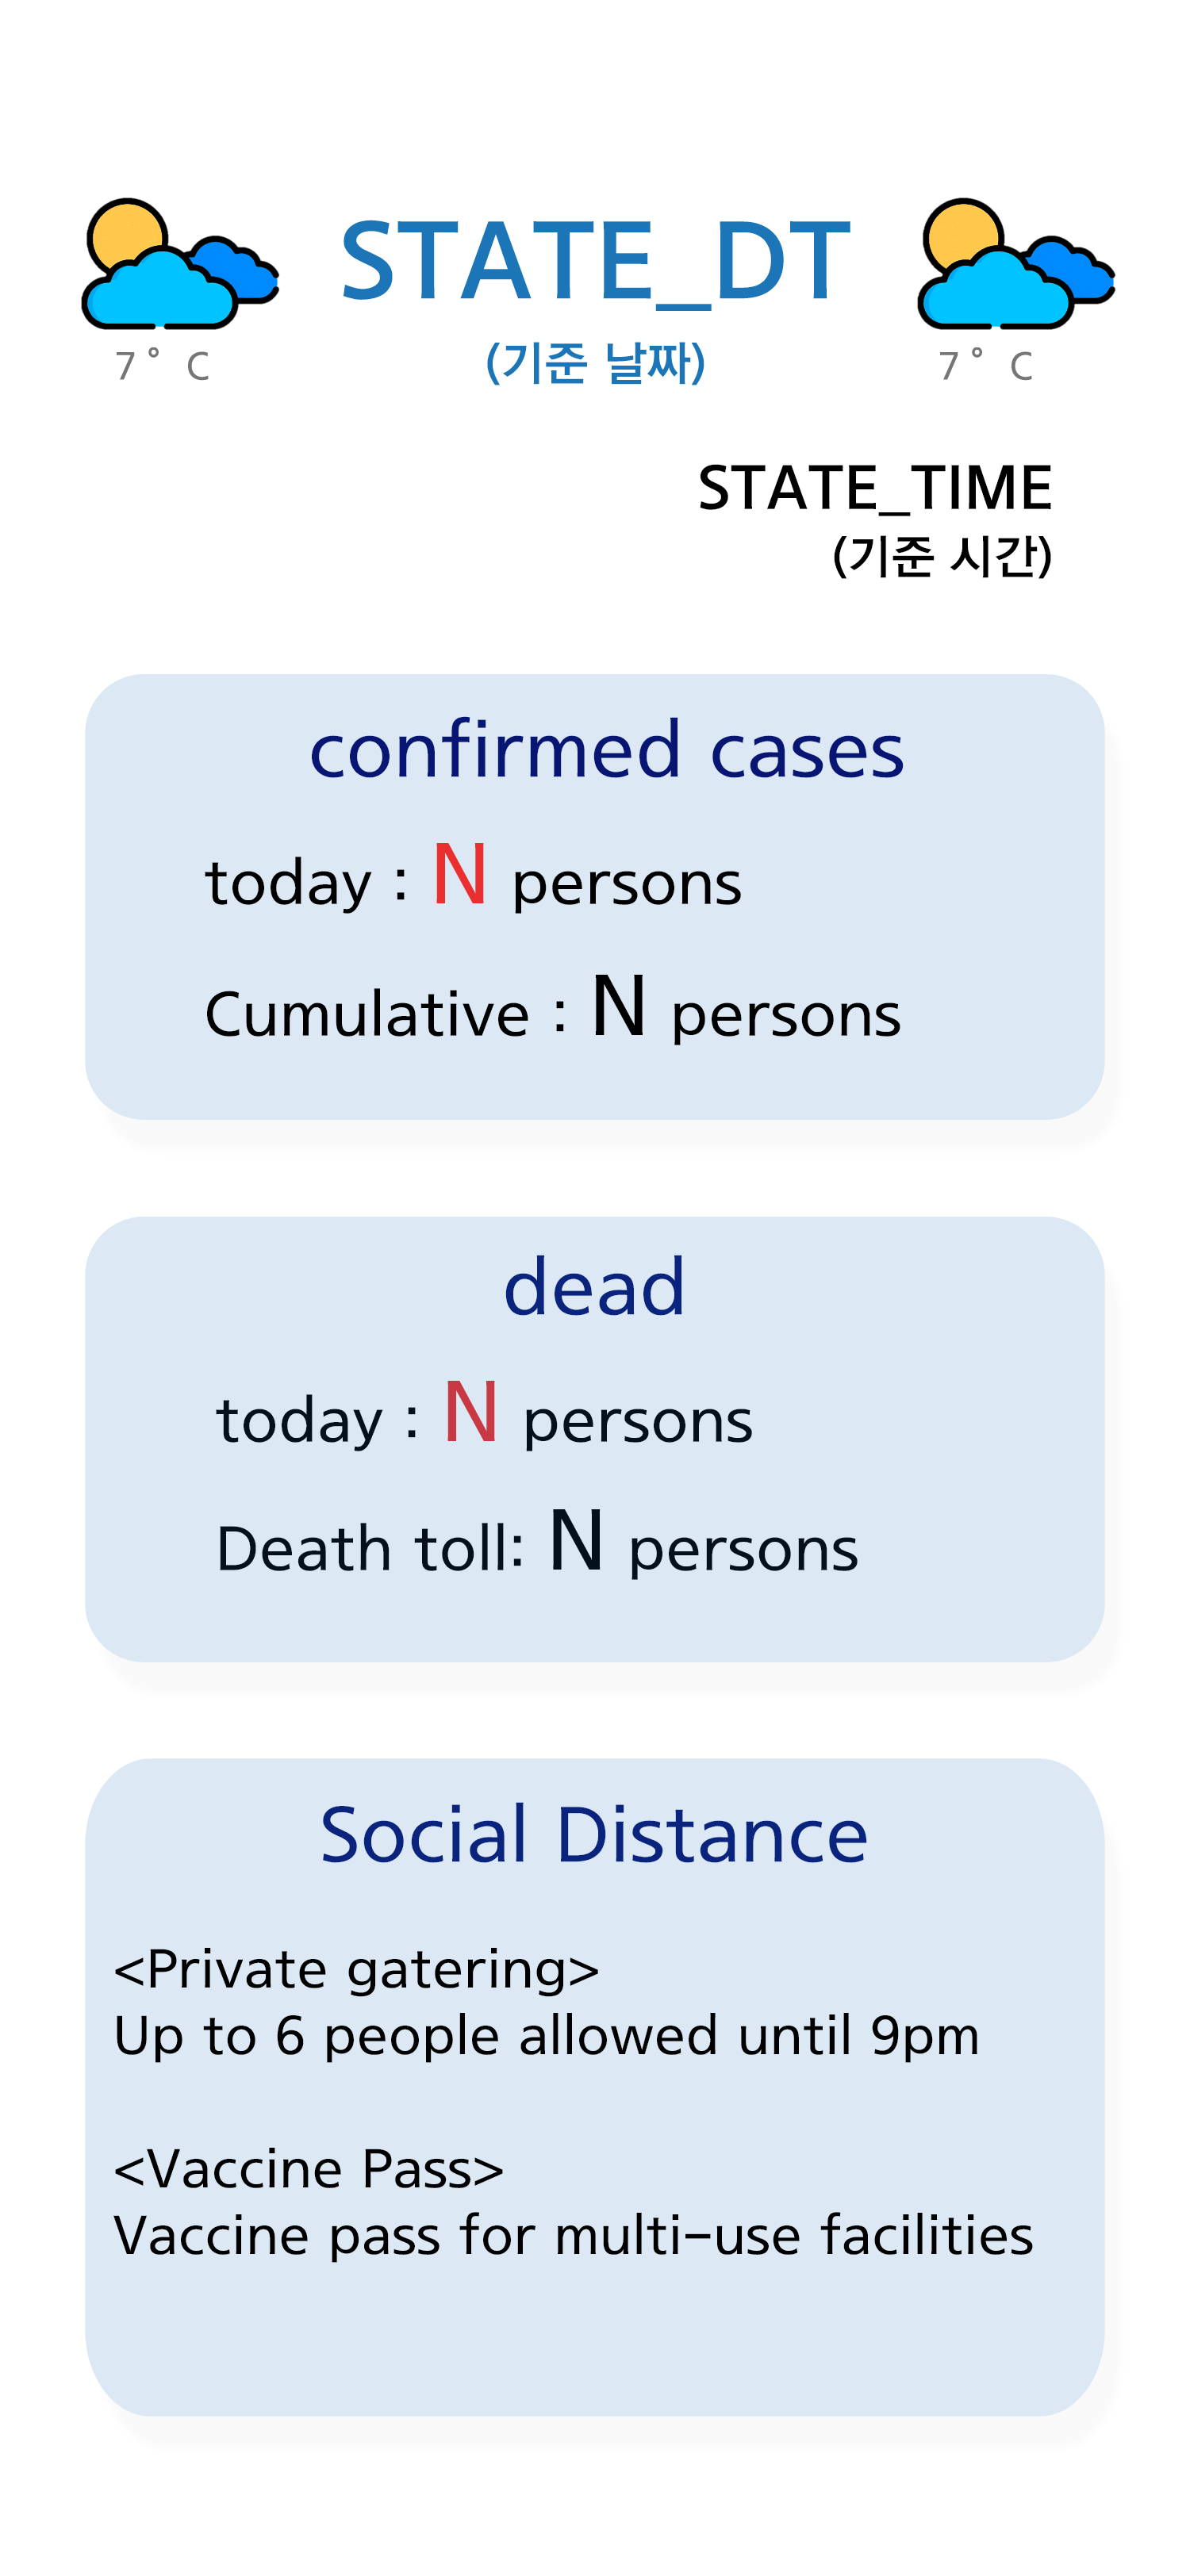 STATE_DT
(기준 날짜)
7˚ C
7˚ C
STATE_TIME
(기준 시간)
confirmed cases
today : N persons
Cumulative : N persons
dead
today : N persons
Death toll: N persons
Social Distance
<Private gatering>
Up to 6 people allowed until 9pm
<Vaccine Pass>
Vaccine pass for multi-use facilities